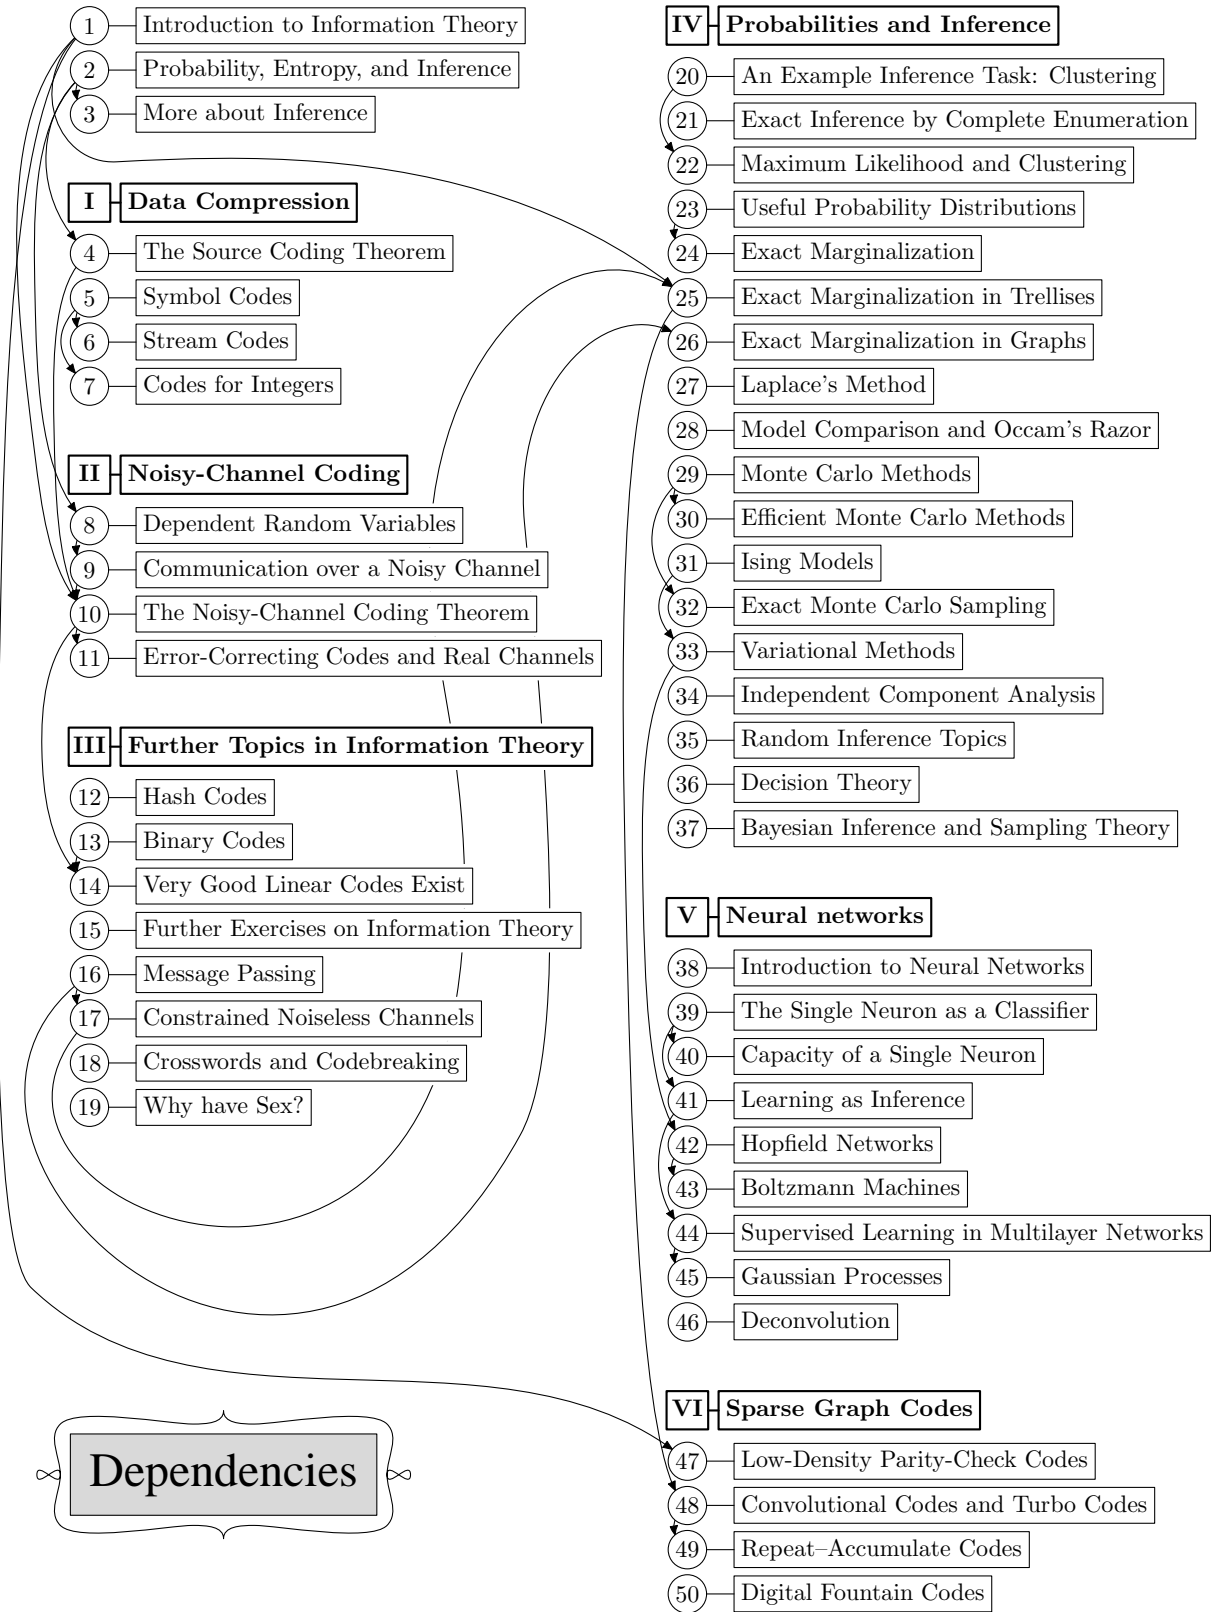 1 Introduction to Information Theory
2 Probability, Entropy, and Inference
3 More about Inference
I Data Compression
4 The Source Coding Theorem
5 Symbol Codes
6 Stream Codes
7 Codes for Integers
II Noisy-Channel Coding
8 Dependent Random Variables
9 Communication over a Noisy Channel
10 The Noisy-Channel Coding Theorem
11 Error-Correcting Codes and Real Channels
III Further Topics in Information Theory
12 Hash Codes
13 Binary Codes
14 Very Good Linear Codes Exist
15 Further Exercises on Information Theory
16 Message Passing
17 Constrained Noiseless Channels
18 Crosswords and Codebreaking
19 Why have Sex?
Dependencies
IV Probabilities and Inference
20 An Example Inference Task: Clustering
21 Exact Inference by Complete Enumeration
22 Maximum Likelihood and Clustering
23 Useful Probability Distributions
24 Exact Marginalization
25 Exact Marginalization in Trellises
26 Exact Marginalization in Graphs
27 Laplace's Method
28 Model Comparison and Occam's Razor
29 Monte Carlo Methods
30 Efficient Monte Carlo Methods
31 Ising Models
32 Exact Monte Carlo Sampling
33 Variational Methods
34 Independent Component Analysis
35 Random Inference Topics
36 Decision Theory
37 Bayesian Inference and Sampling Theory
V Neural networks
38 Introduction to Neural Networks
39 The Single Neuron as a Classifier
40 Capacity of a Single Neuron
41 Learning as Inference
42 Hopfield Networks
43 Boltzmann Machines
44 Supervised Learning in Multilayer Networks
45 Gaussian Processes
46 Deconvolution
VI Sparse Graph Codes
47 Low-Density Parity-Check Codes
48 Convolutional Codes and Turbo Codes
49 Repeat–Accumulate Codes
50 Digital Fountain Codes